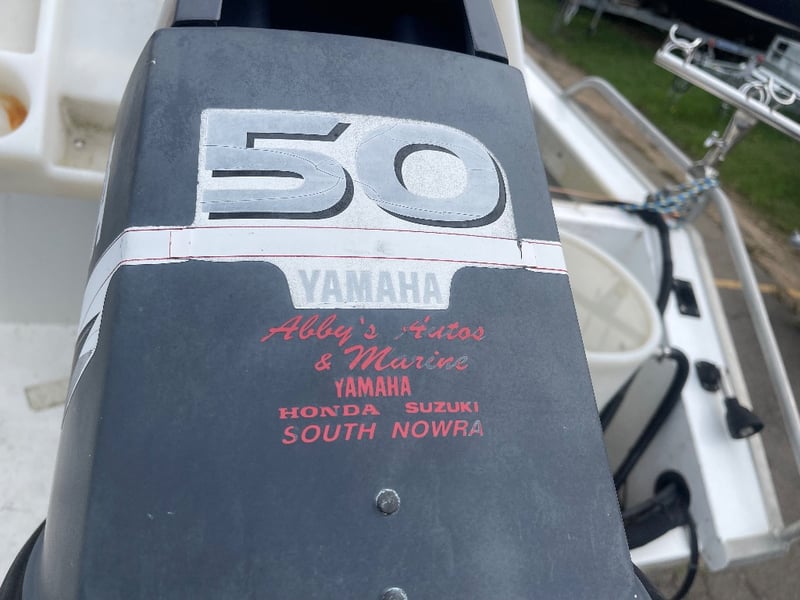 50
YAMAHA
Abby's Autos
& Marine
YAMAHA
HONDA SUZUKI
SOUTH NOWRA